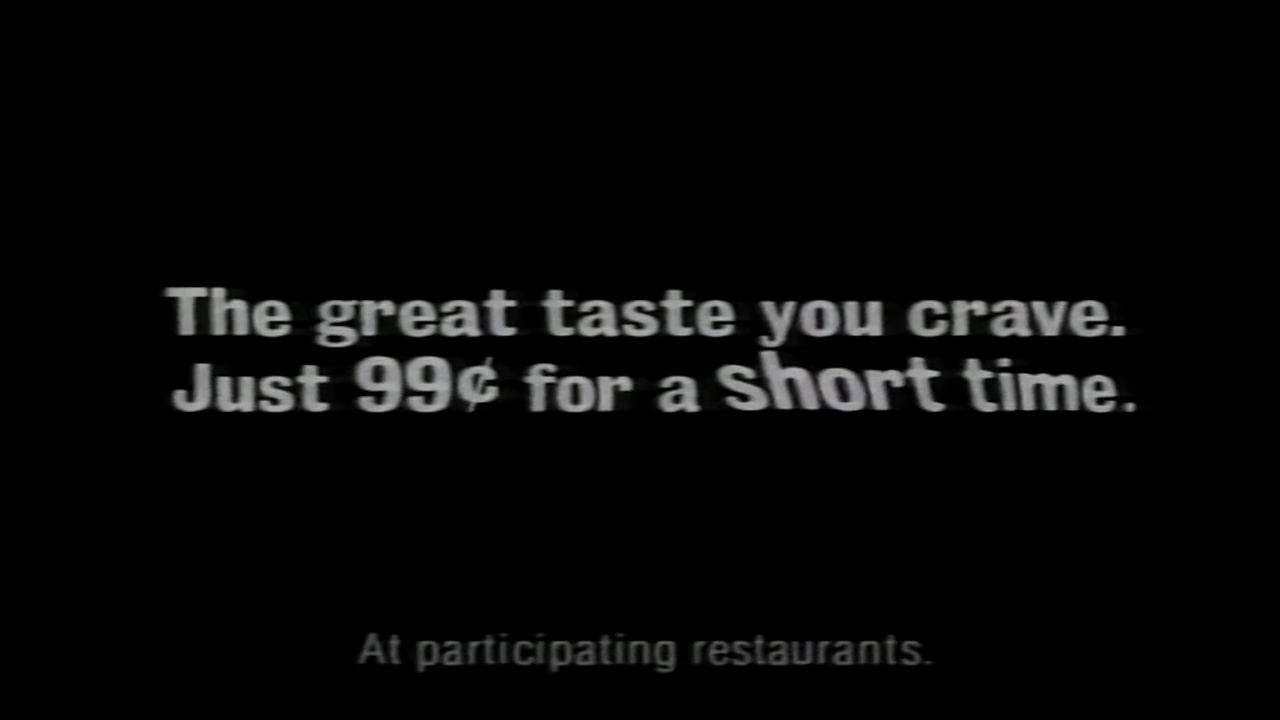 The great taste you crave.
Just 99¢ for a short time.
At participating restaurants.